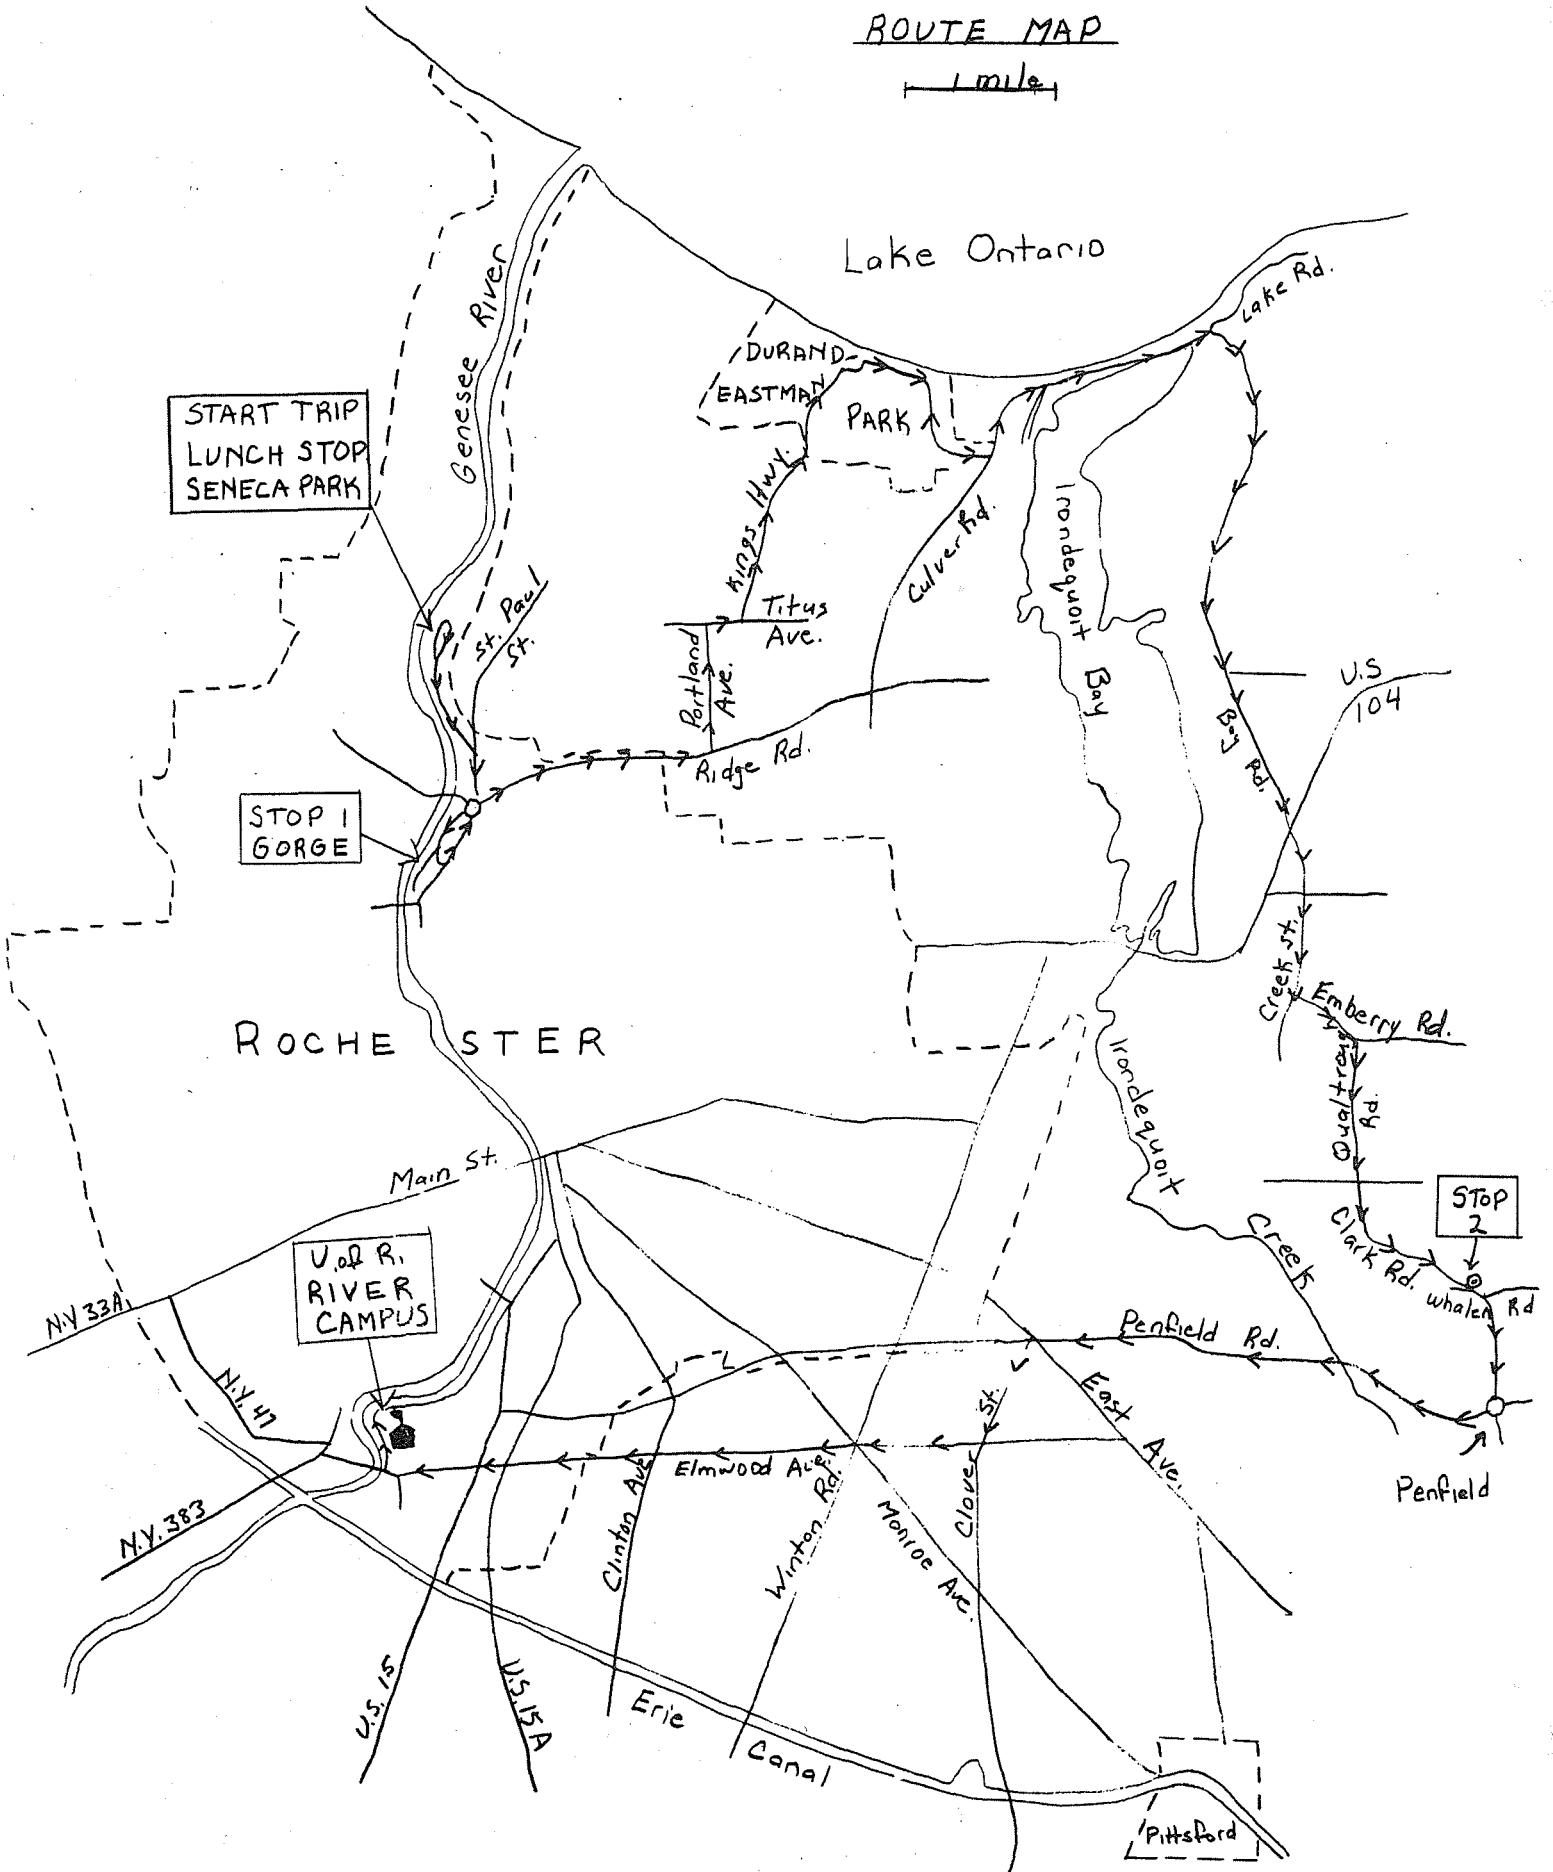 ROUTE MAP
1 mile
Lake Ontario
Lake Rd.
Genesee River
DURAND-
EASTMAN
PARK
START TRIP
LUNCH STOP
SENECA PARK
Kings Hwy.
Culver Rd.
Irondequoit Bay
St. Paul
St.
Titus
Ave.
Portland
Ave.
U.S
104
Bay Rd.
Ridge Rd.
STOP 1
GORGE
Creek St.
Emberry Rd.
ROCHESTER
Irondequoit Creek
Qualtrough
Rd.
Main St.
STOP
2
Clark Rd.
Whalen Rd
U. of R.
RIVER
CAMPUS
N.Y 33A
Penfield Rd.
N.Y. 47
East Ave.
Clover St.
Elmwood Ave.
Penfield
N.Y. 383
Clinton Ave
Winton Rd.
Monroe Ave.
U.S. 15
U.S. 15A
Erie Canal
Pittsford